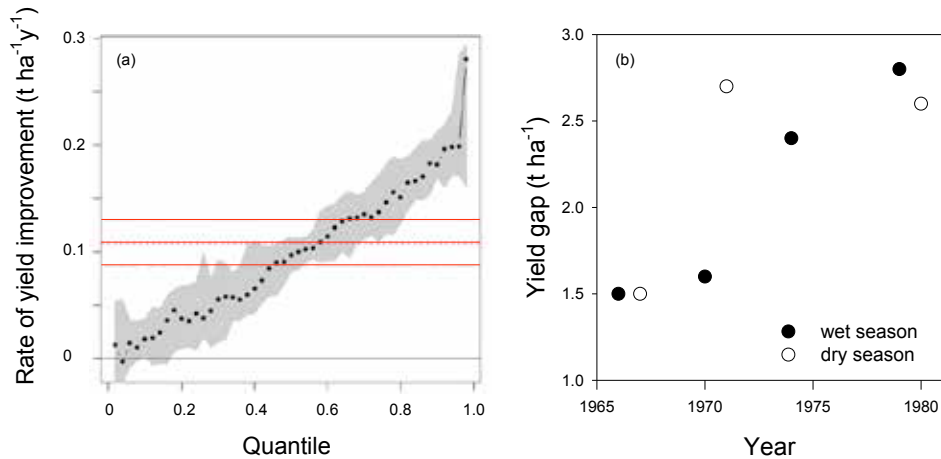 (a)
Rate of yield improvement (t ha⁻¹y⁻¹)
0.3
0.2
0.1
0
0 0.2 0.4 0.6 0.8 1.0
Quantile
(b)
Yield gap (t ha⁻¹)
3.0
2.5
2.0
1.5
1.0
wet season
dry season
1965 1970 1975 1980
Year